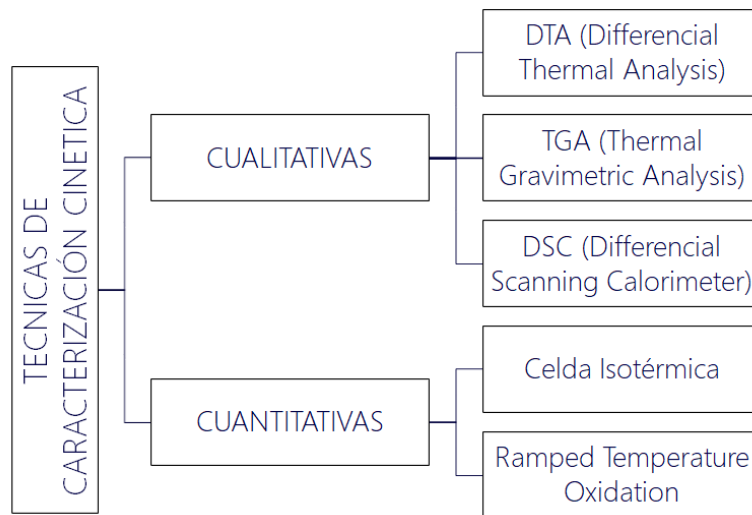 TECNICAS DE
CARACTERIZACIÓN CINETICA
CUALITATIVAS
DTA (Differencial
Thermal Analysis)
TGA (Thermal
Gravimetric Analysis)
DSC (Differencial
Scanning Calorimeter)
CUANTITATIVAS
Celda Isotérmica
Ramped Temperature
Oxidation